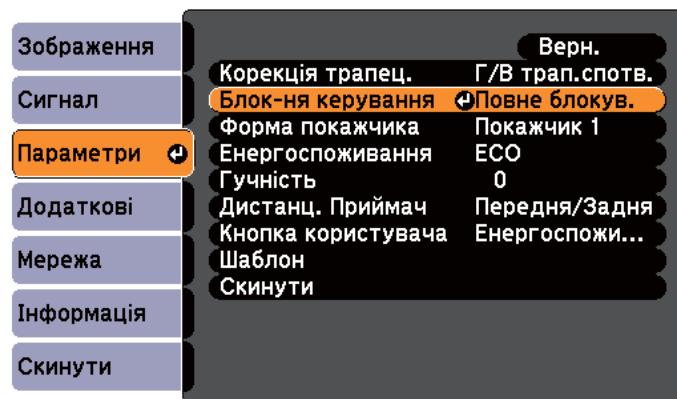 Зображення
Сигнал
Параметри
Додаткові
Мережа
Інформація
Скинути
Верн.
Корекція трапец. Г/В трап.спотв.
Блок-ня керування Повне блокув.
Форма покажчика Покажчик 1
Енергоспоживання ECO
Гучність 0
Дистанц. Приймач Передня/Задня
Кнопка користувача Енергоспожи...
Шаблон
Скинути